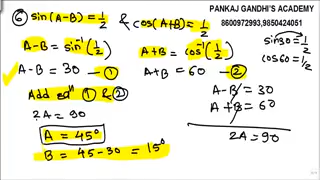 PANKAJ GANDHI'S ACADEMY
8600972993,9850424051
⑥ sin(A-B) = 1/2 & cos(A+B) = 1/2
sin30 = 1/2
cos60 = 1/2
A-B = sin⁻¹(1/2)
A+B = cos⁻¹(1/2)
A-B = 30 — ①
A+B = 60 — ②
Add eqⁿ ① & ②
2A = 90
A = 45°
B = 45-30 = 15°
A-B = 30
A+B = 60
2A = 90